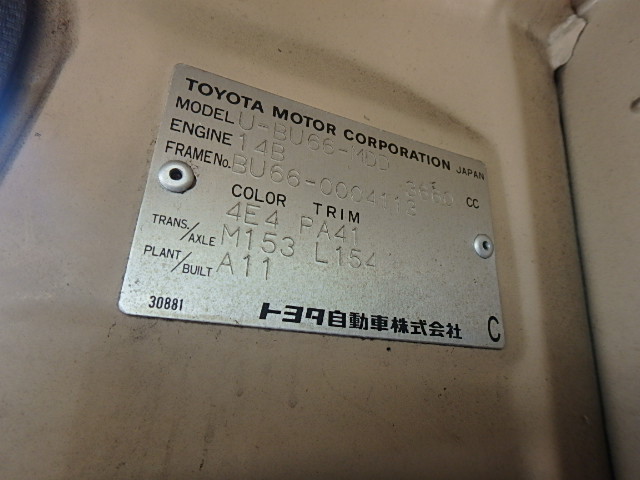 TOYOTA MOTOR CORPORATION JAPAN
MODEL U-BU66-MDD
ENGINE 14B CC
FRAME No. BU66-0004113
COLOR TRIM
4E4 PA41
TRANS./AXLE M153 L154
PLANT/BUILT A11
30881 トヨタ自動車株式会社 C